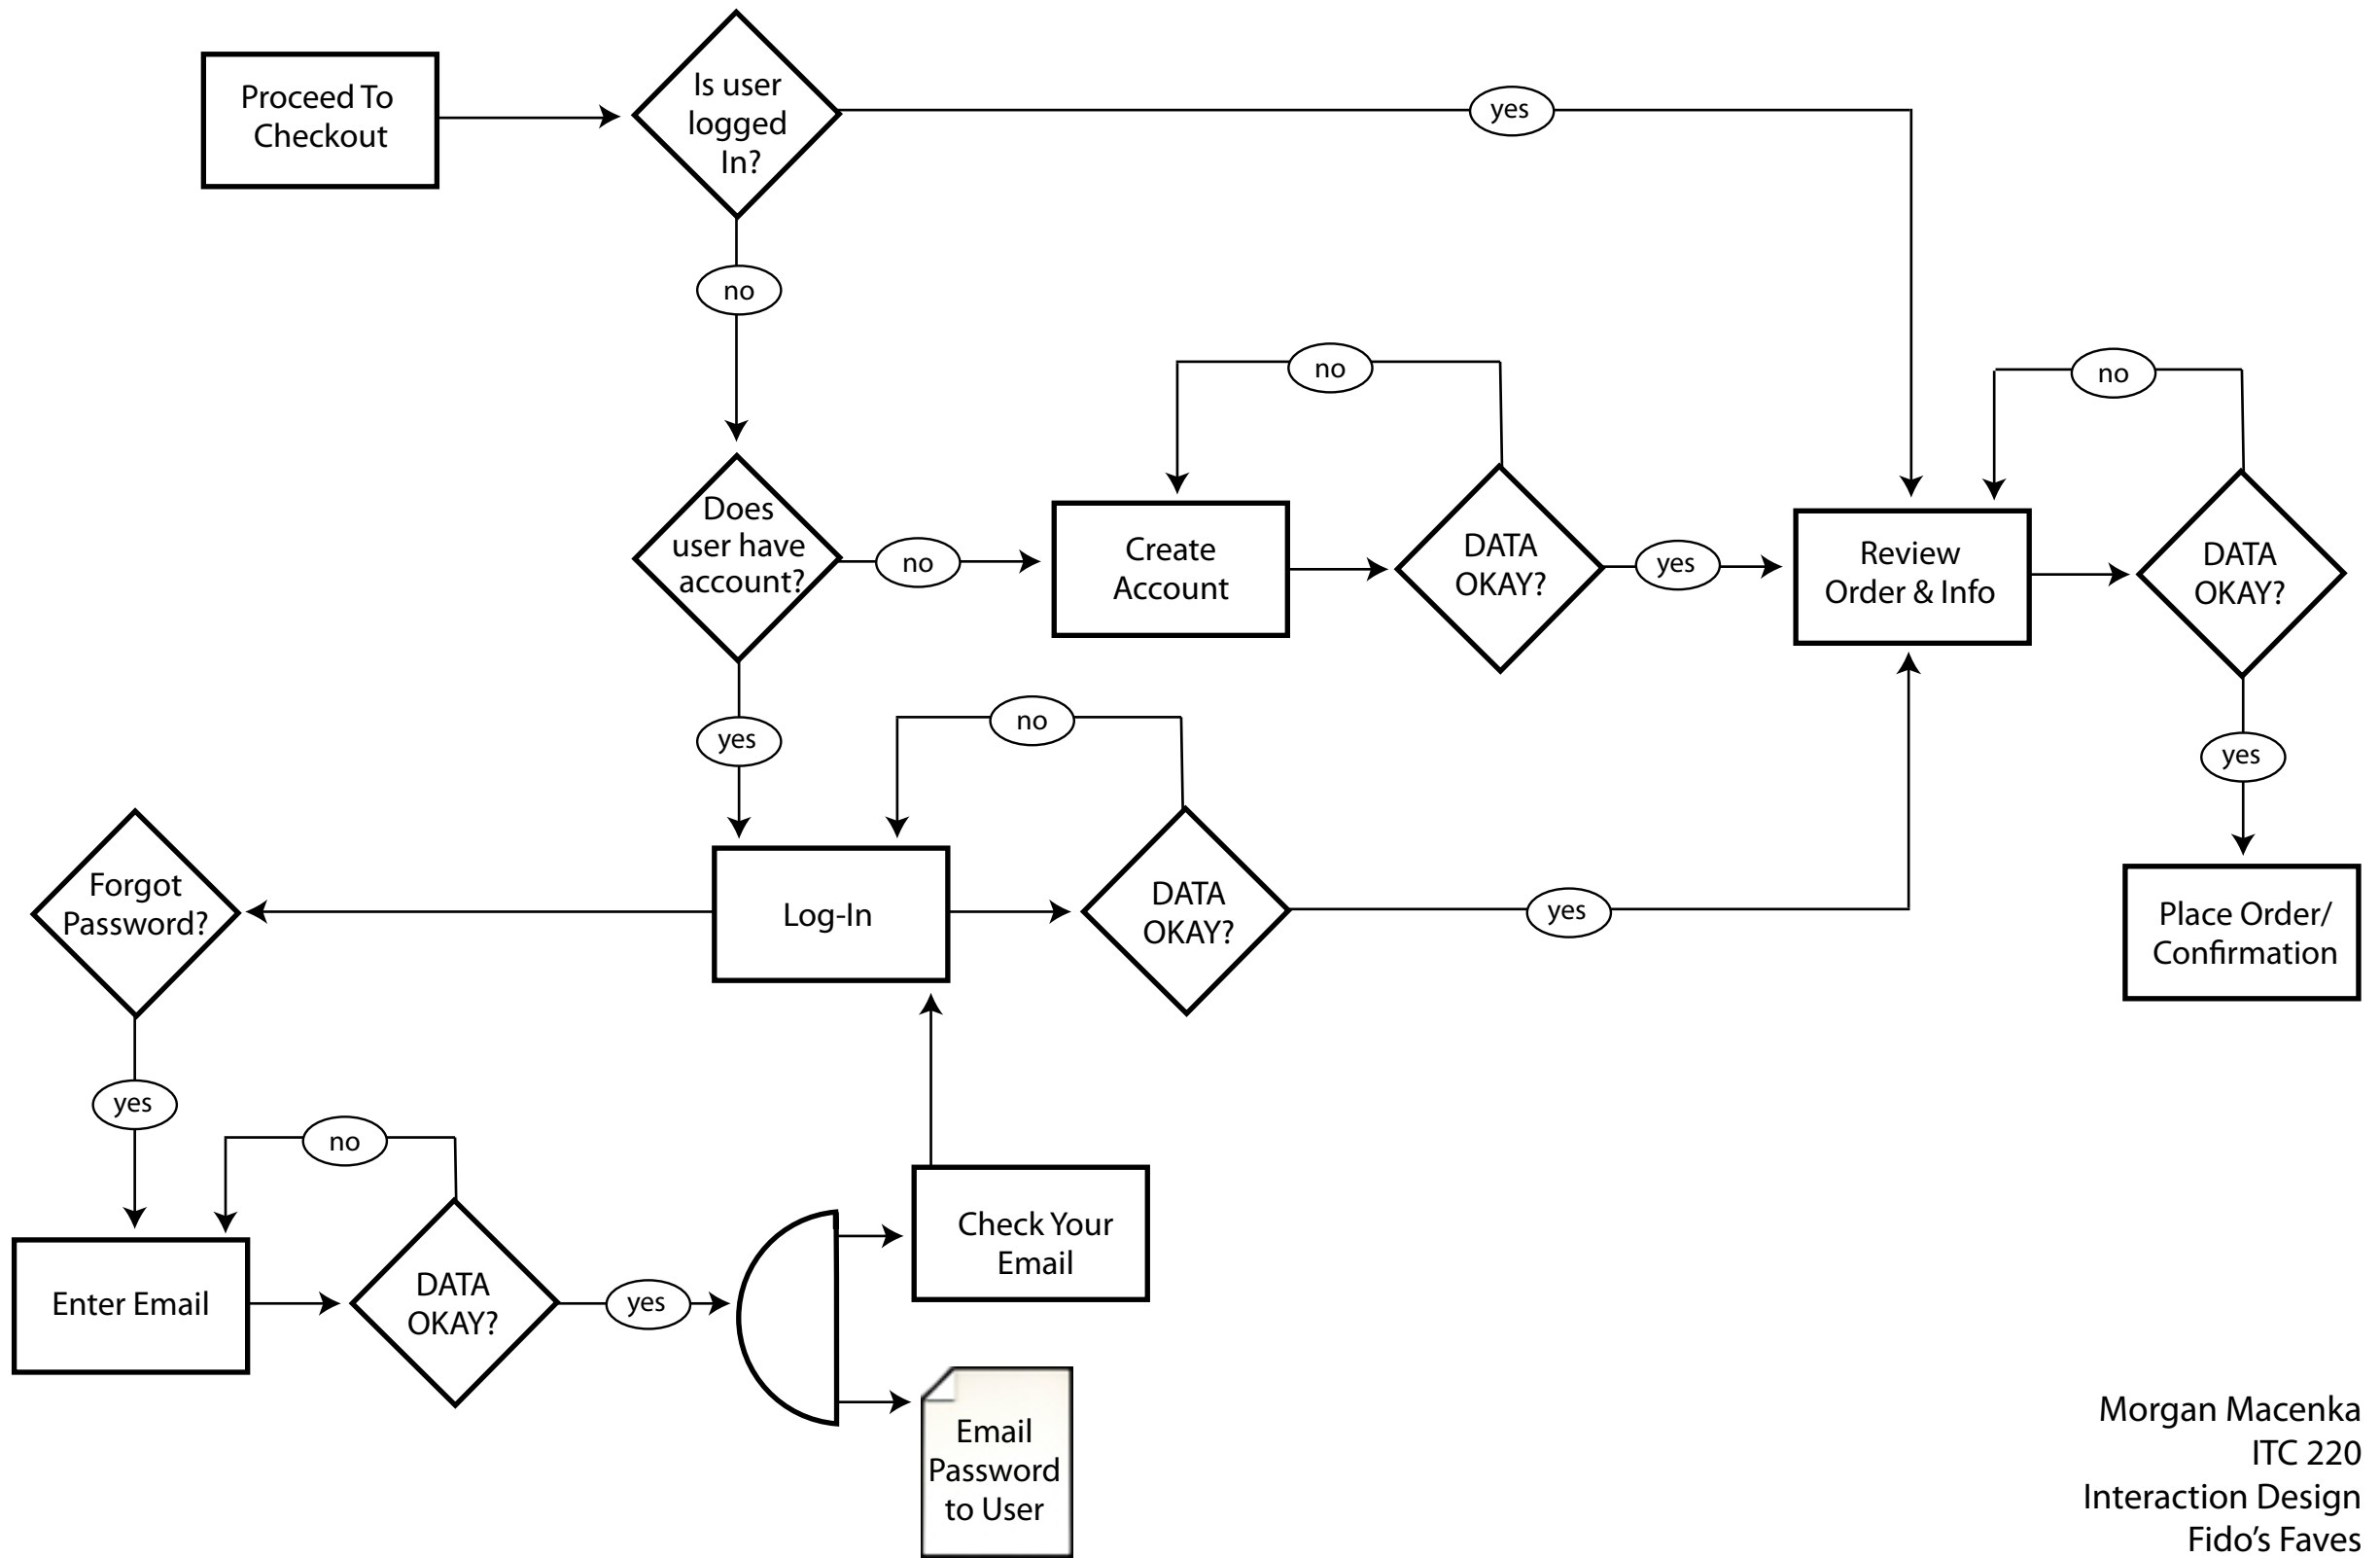 Proceed To
Checkout
Is user
logged
In?
yes
no
no
no
Does
user have
account?
no
Create
Account
DATA
OKAY?
yes
Review
Order & Info
DATA
OKAY?
yes
no
yes
Forgot
Password?
Log-In
DATA
OKAY?
yes
Place Order/
Confirmation
yes
no
Enter Email
DATA
OKAY?
yes
Check Your
Email
Email
Password
to User
Morgan Macenka
ITC 220
Interaction Design
Fido’s Faves